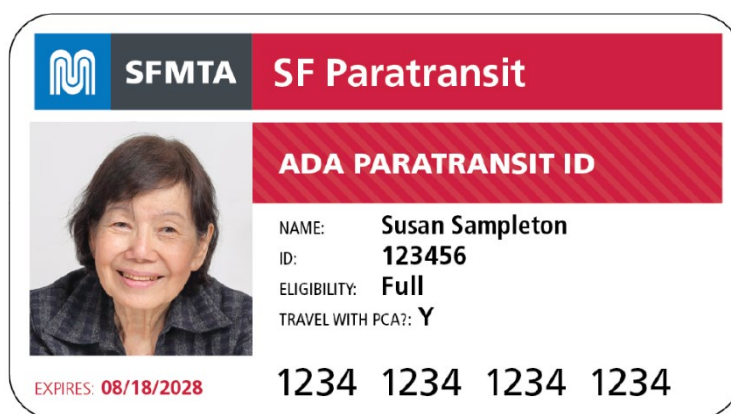 SFMTA SF Paratransit
ADA PARATRANSIT ID
NAME: Susan Sampleton
ID: 123456
ELIGIBILITY: Full
TRAVEL WITH PCA?: Y
EXPIRES: 08/18/2028
1234 1234 1234 1234